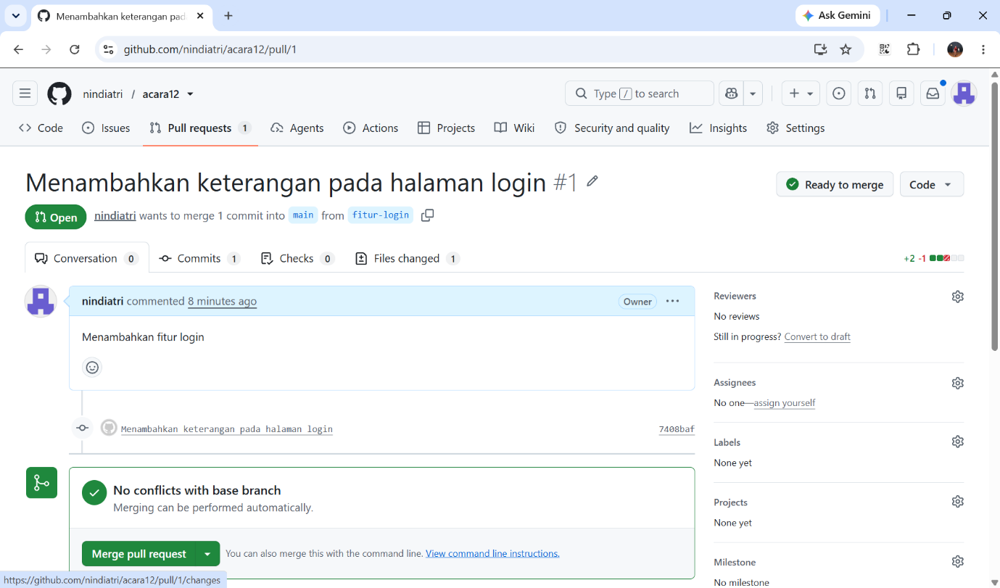 Menambahkan keterangan pad
Ask Gemini
github.com/nindiatri/acara12/pull/1
nindiatri / acara12
Type / to search
Code
Issues
Pull requests 1
Agents
Actions
Projects
Wiki
Security and quality
Insights
Settings
Menambahkan keterangan pada halaman login #1
Ready to merge
Code
Open
nindiatri wants to merge 1 commit into main from fitur-login
Conversation 0
Commits 1
Checks 0
Files changed 1
+2 -1
nindiatri commented 8 minutes ago
Owner
Menambahkan fitur login
Menambahkan keterangan pada halaman login
7408baf
No conflicts with base branch
Merging can be performed automatically.
Merge pull request
You can also merge this with the command line. View command line instructions.
Reviewers
No reviews
Still in progress? Convert to draft
Assignees
No one—assign yourself
Labels
None yet
Projects
None yet
Milestone
No milestone
https://github.com/nindiatri/acara12/pull/1/changes